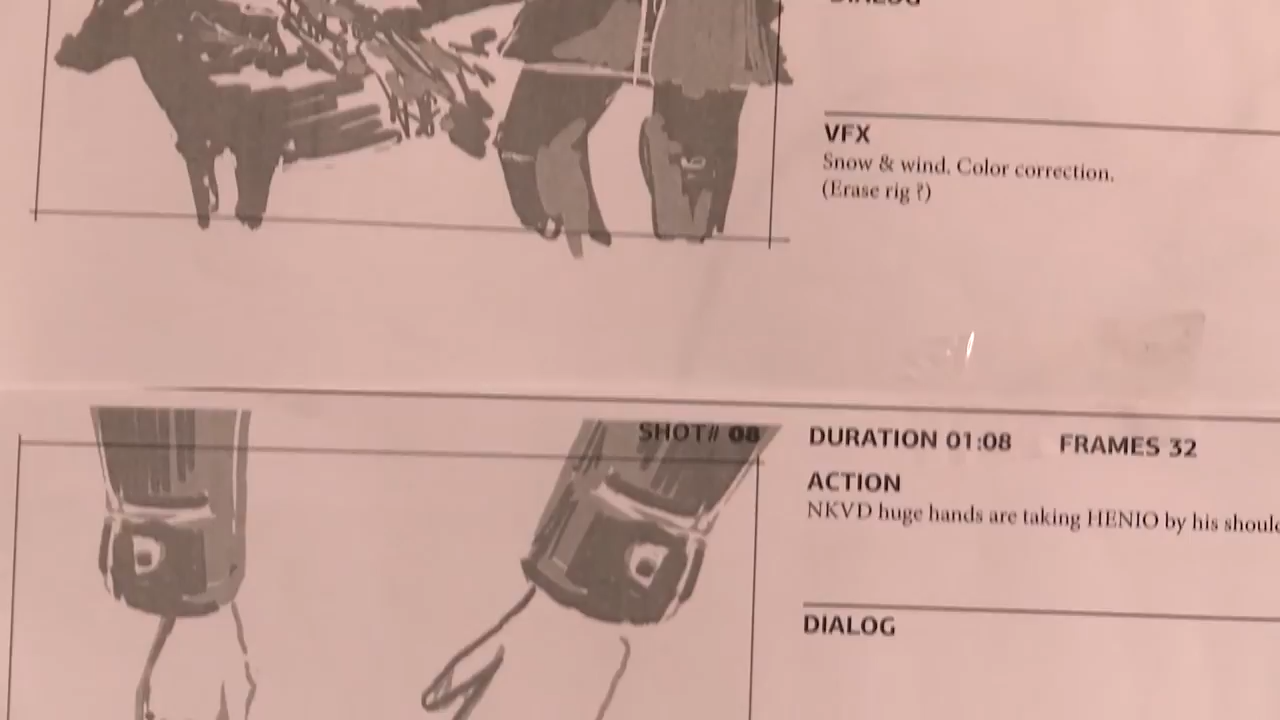 DIALOG
VFX
Snow & wind. Color correction.
(Erase rig ?)
SHOT# 08
DURATION 01:08 FRAMES 32
ACTION
NKVD huge hands are taking HENIO by his
DIALOG